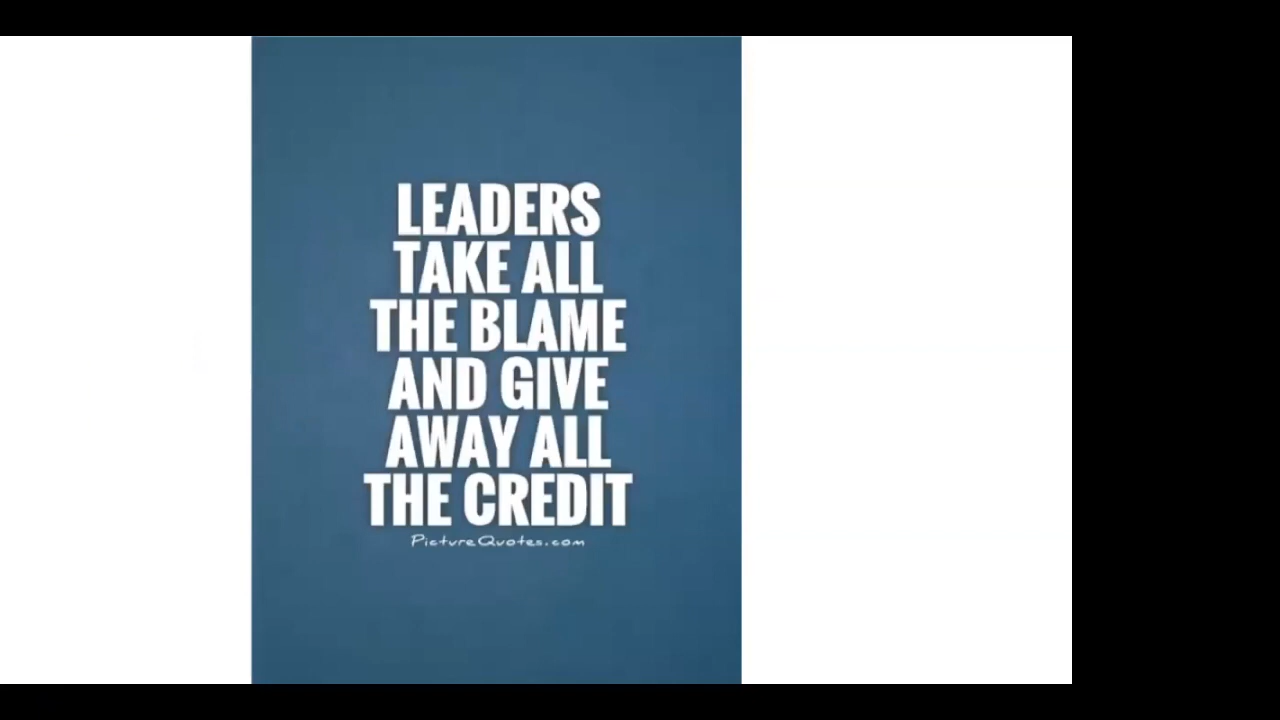 LEADERS
TAKE ALL
THE BLAME
AND GIVE
AWAY ALL
THE CREDIT
PictureQuotes.com